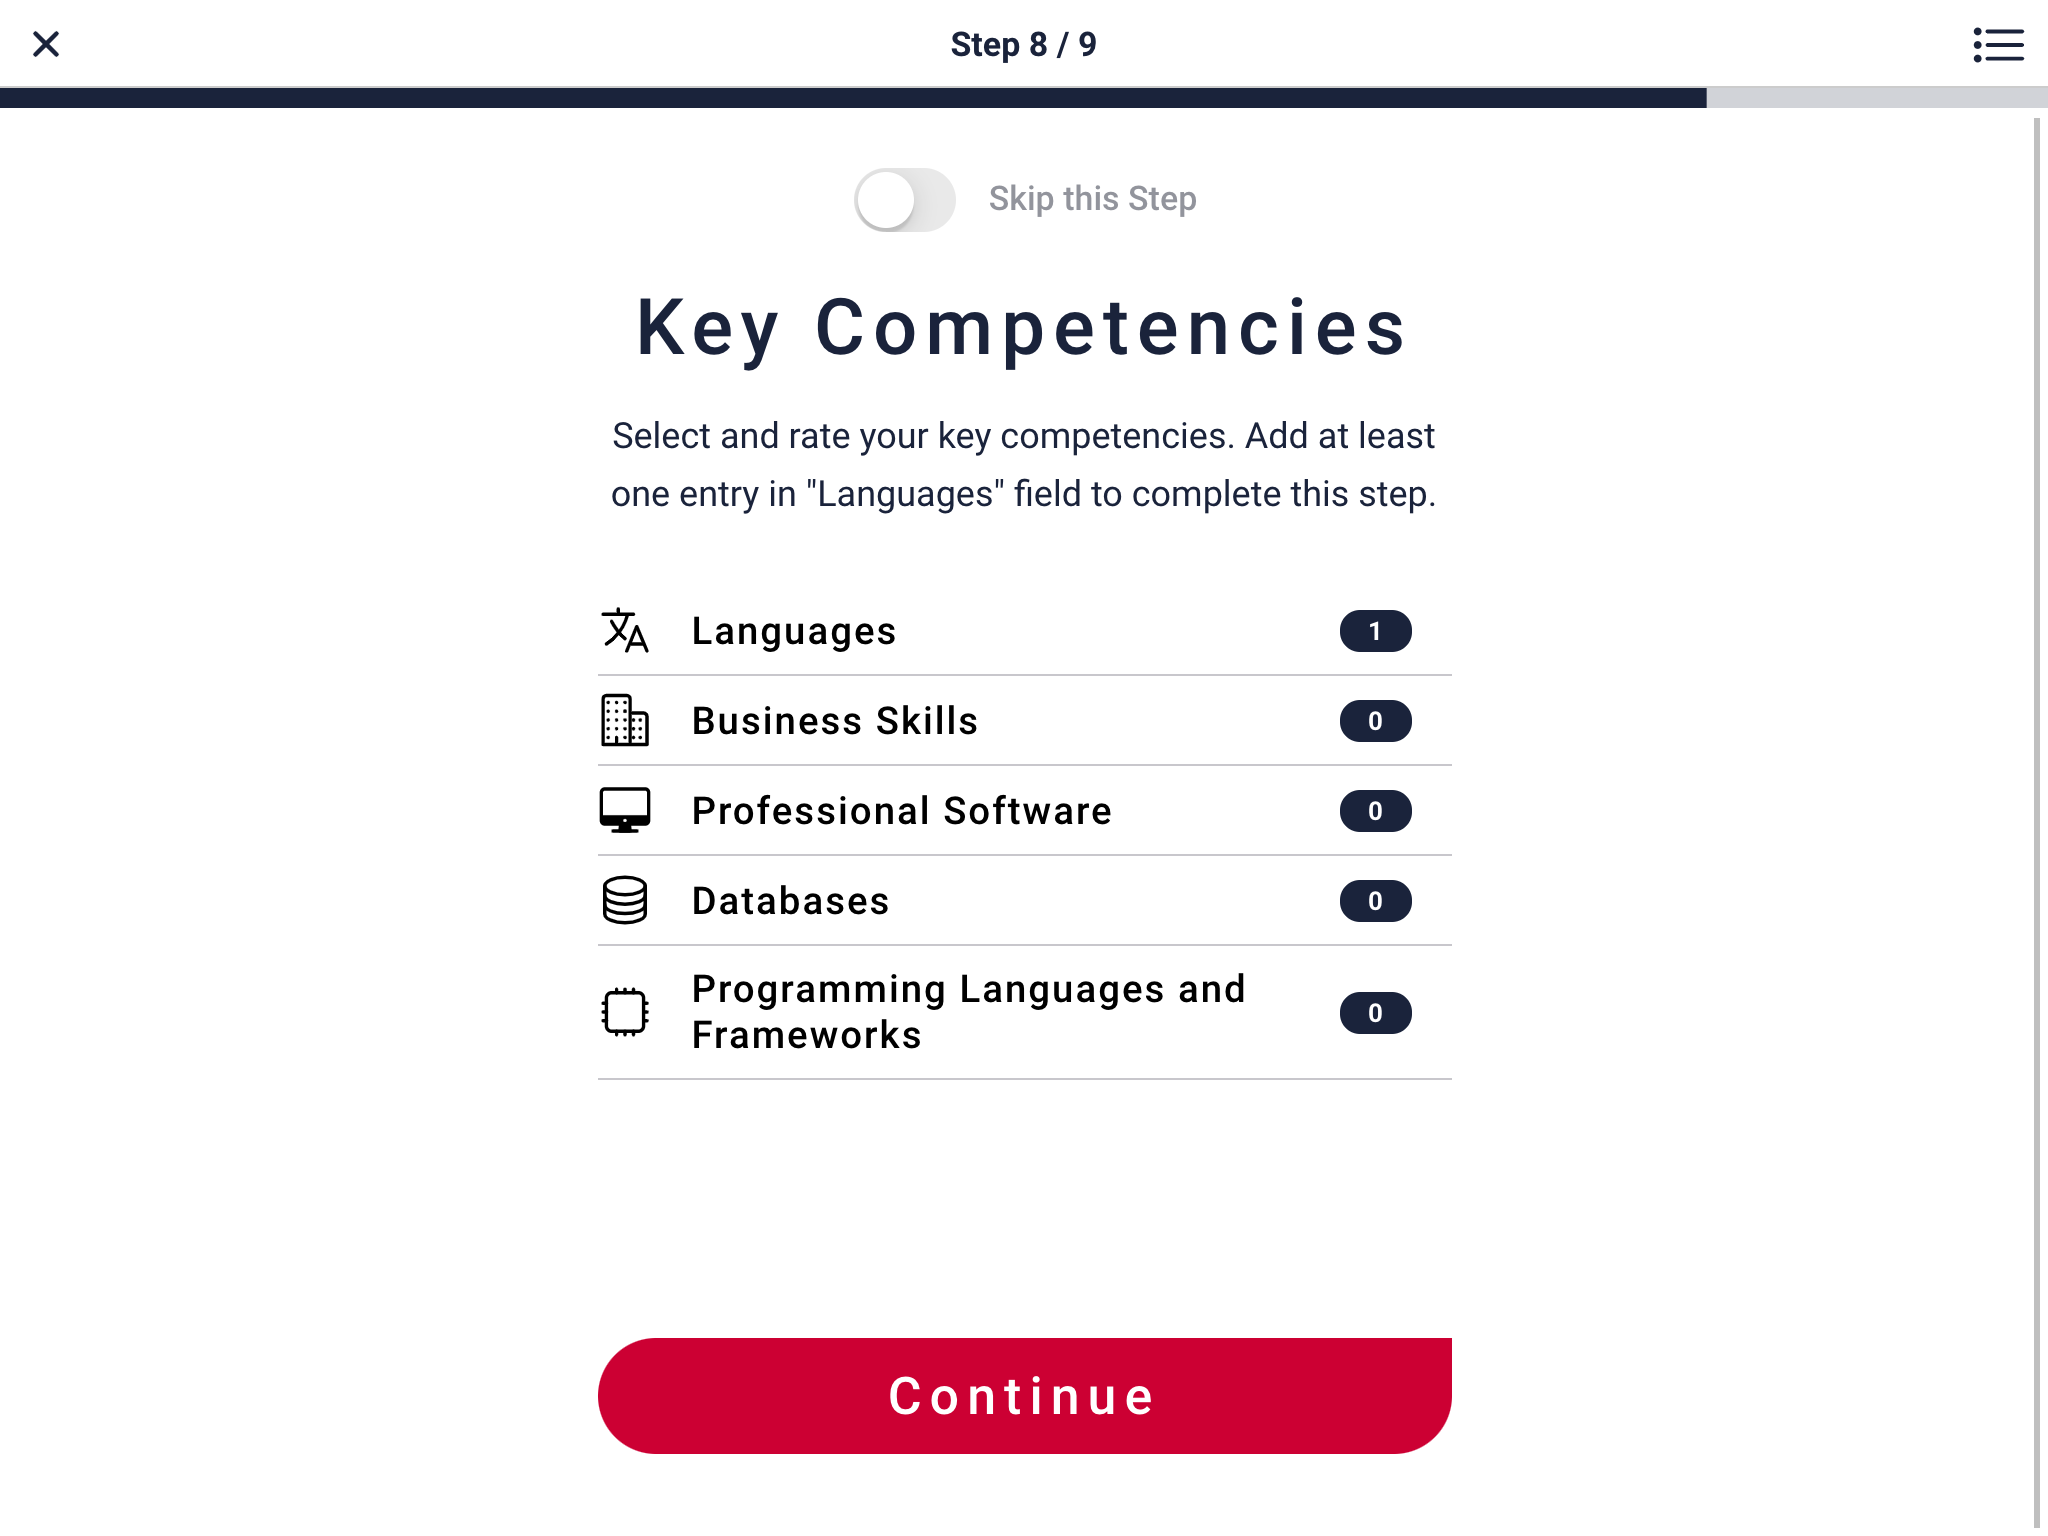 Step 8 / 9
Skip this Step
Key Competencies
Select and rate your key competencies. Add at least
one entry in "Languages" field to complete this step.
Languages 1
Business Skills 0
Professional Software 0
Databases 0
Programming Languages and
Frameworks 0
Continue